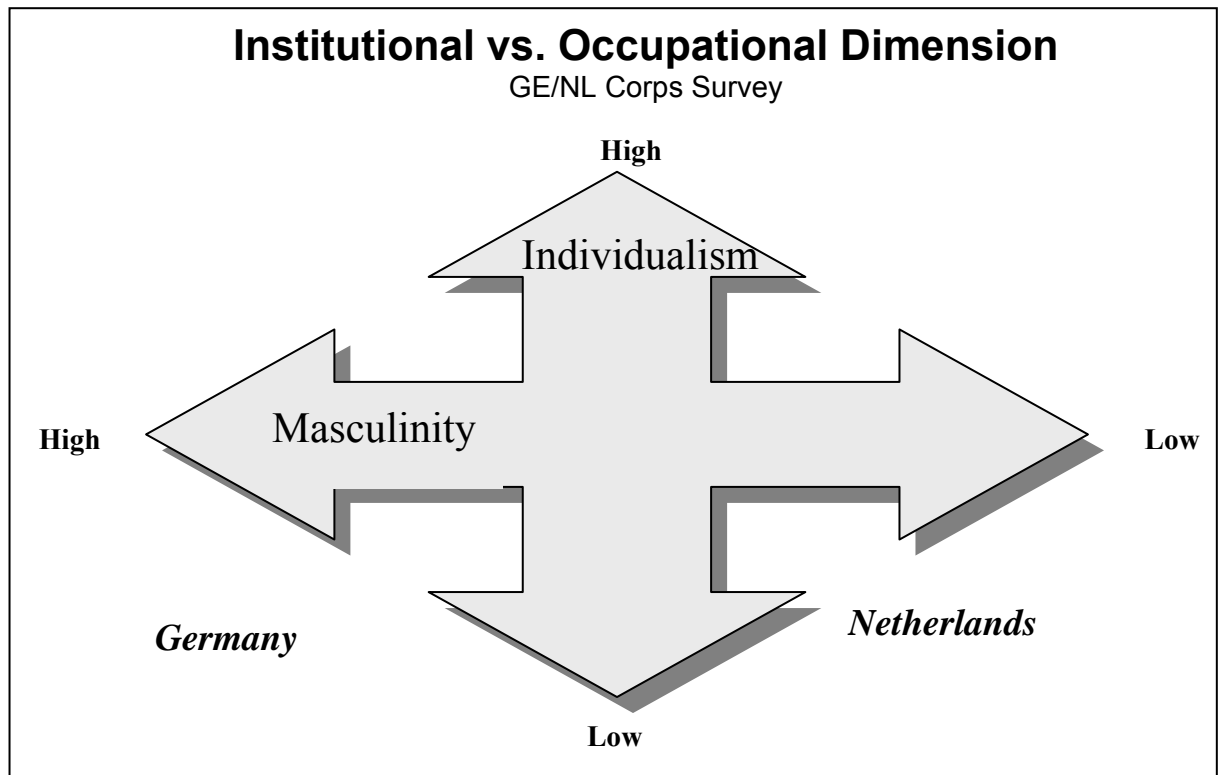 Institutional vs. Occupational Dimension
GE/NL Corps Survey
High
Individualism
Masculinity
High
Low
Netherlands
Germany
Low